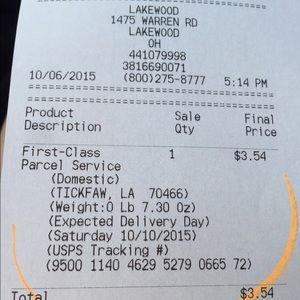 LAKEWOOD
1475 WARREN RD
LAKEWOOD
OH
441079998
3816690071
10/06/2015 (800)275-8777 5:14 PM
Product Sale Final
Description Qty Price
First-Class 1 $3.54
Parcel Service
(Domestic)
(TICKFAW, LA 70466)
(Weight:0 Lb 7.30 Oz)
(Expected Delivery Day)
(Saturday 10/10/2015)
(USPS Tracking #)
(9500 1140 4629 5279 0665 72)
Total $3.54